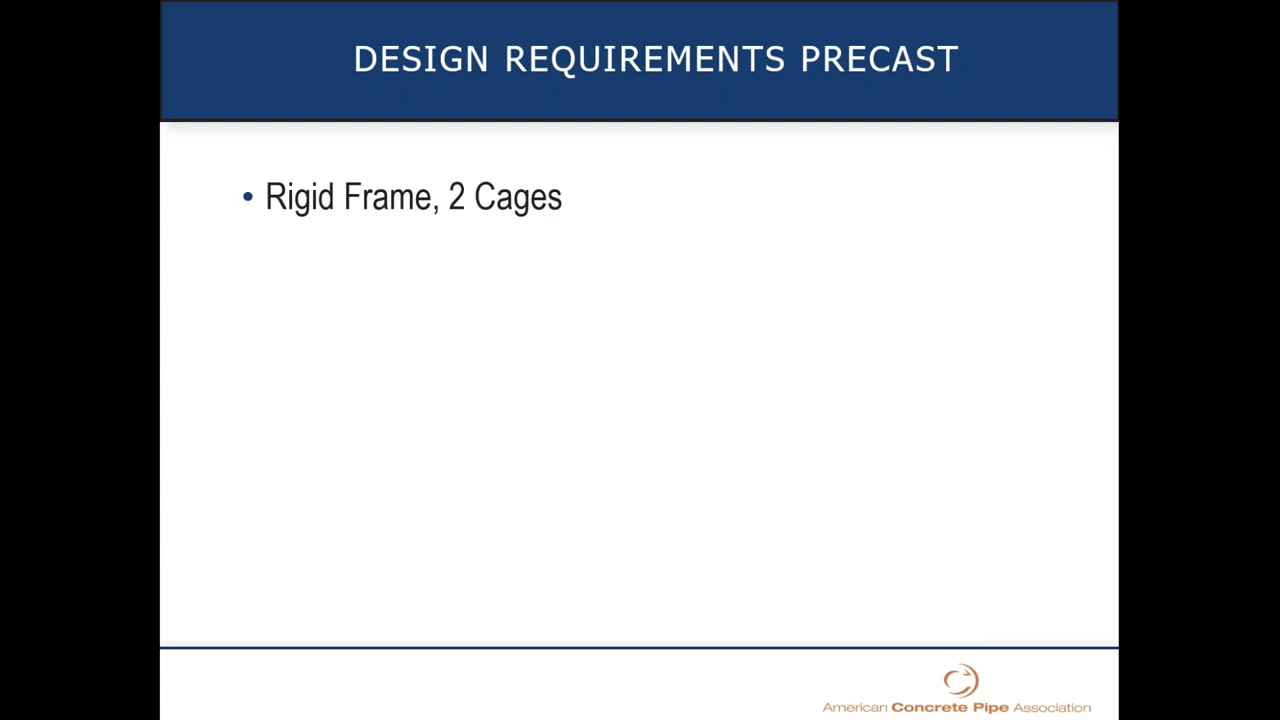 DESIGN REQUIREMENTS PRECAST
• Rigid Frame, 2 Cages
American Concrete Pipe Association